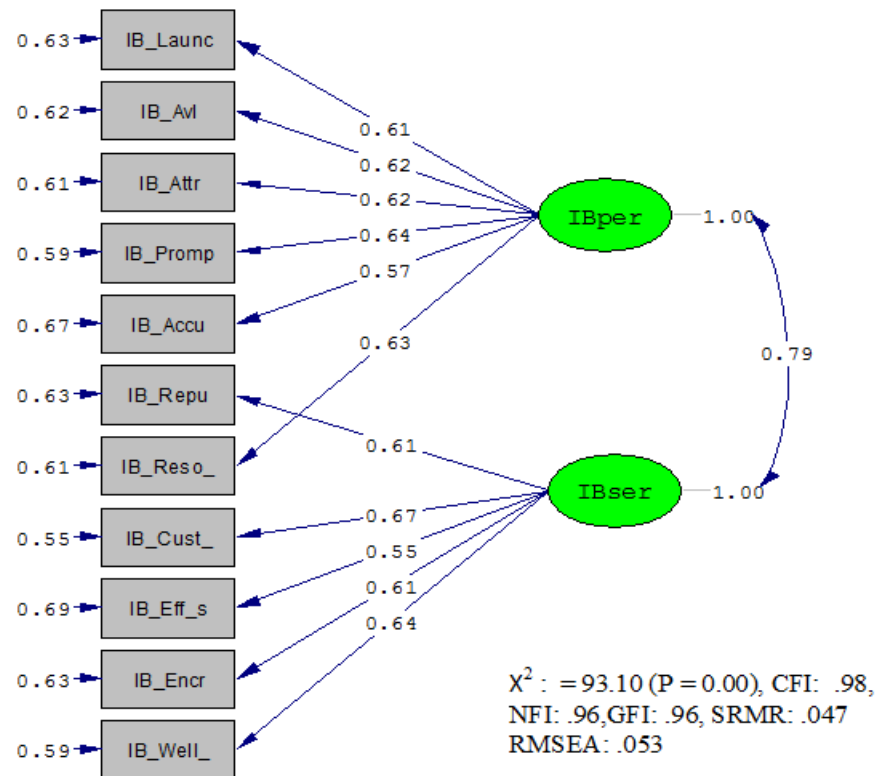 0.63 IB_Launc
0.62 IB_Avl
0.61 IB_Attr
0.59 IB_Promp
0.67 IB_Accu
0.63 IB_Repu
0.61 IB_Reso_
0.55 IB_Cust_
0.69 IB_Eff_s
0.63 IB_Encr
0.59 IB_Well_
0.61
0.62
0.62
0.64
0.57
0.63
0.61
0.67
0.55
0.61
0.64
IBper 1.00
0.79
IBser 1.00
X² : = 93.10 (P = 0.00), CFI: .98,
NFI: .96,GFI: .96, SRMR: .047
RMSEA: .053